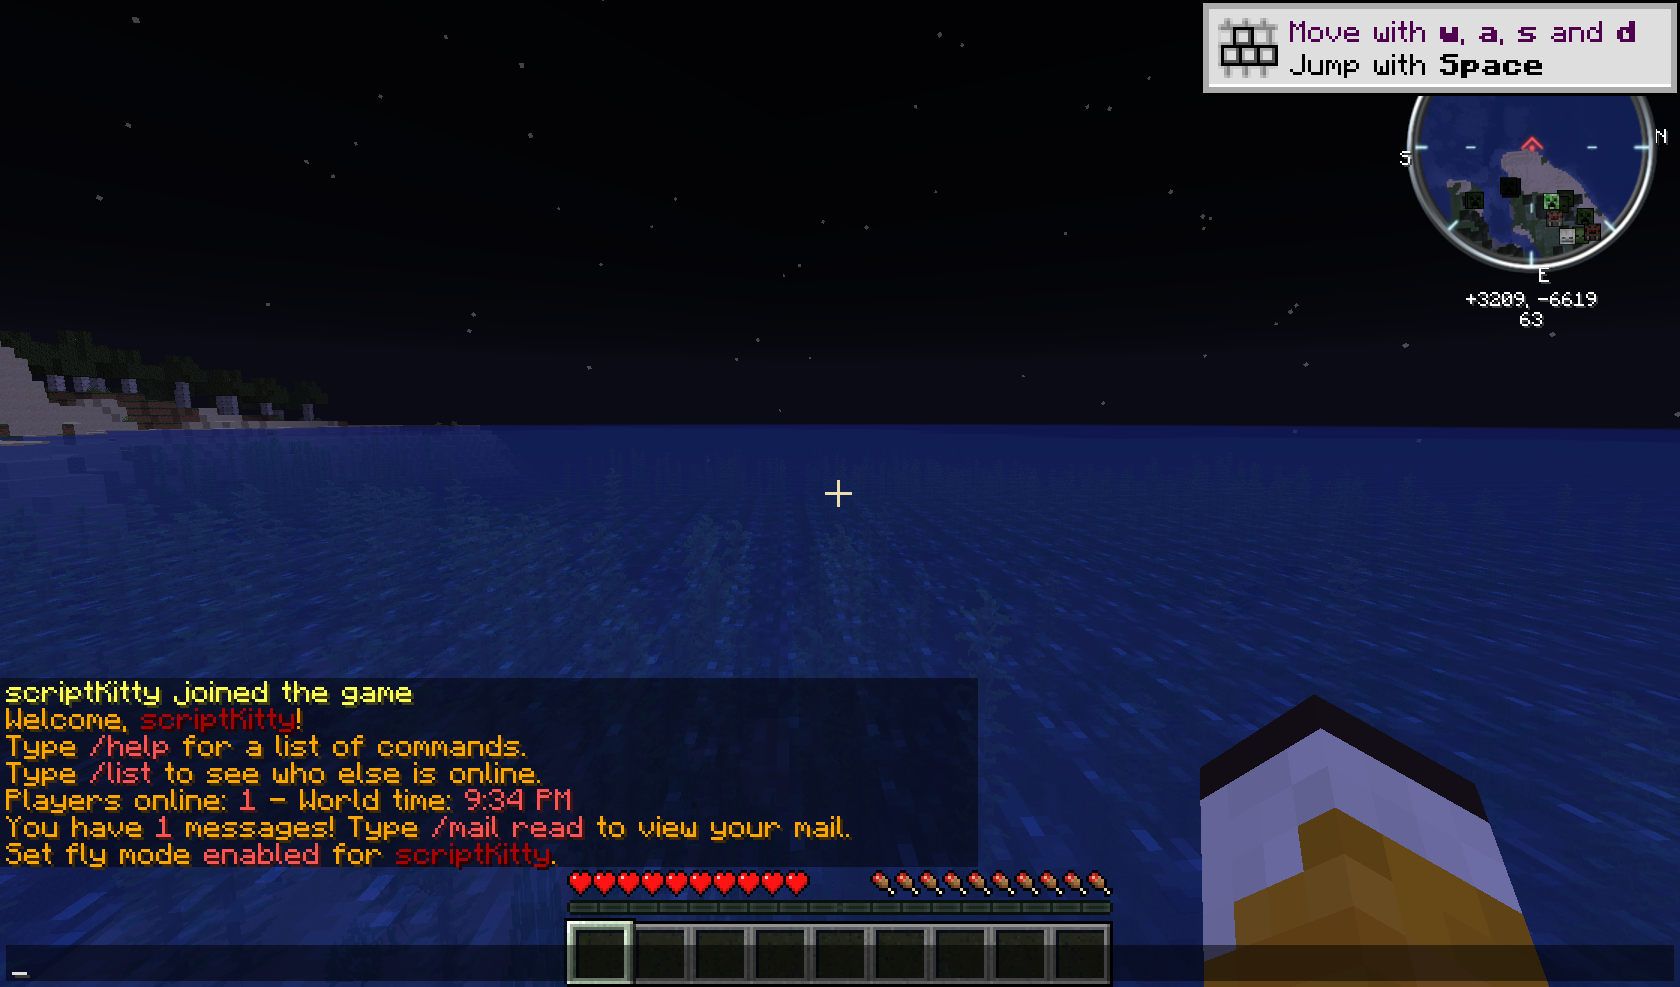 Move with w, a, s and d
Jump with Space
N
S
E
+3209, -6619
63
scriptKitty joined the game
Welcome, scriptKitty!
Type /help for a list of commands.
Type /list to see who else is online.
Players online: 1 - World time: 9:34 PM
You have 1 messages! Type /mail read to view your mail.
Set fly mode enabled for scriptKitty.
_